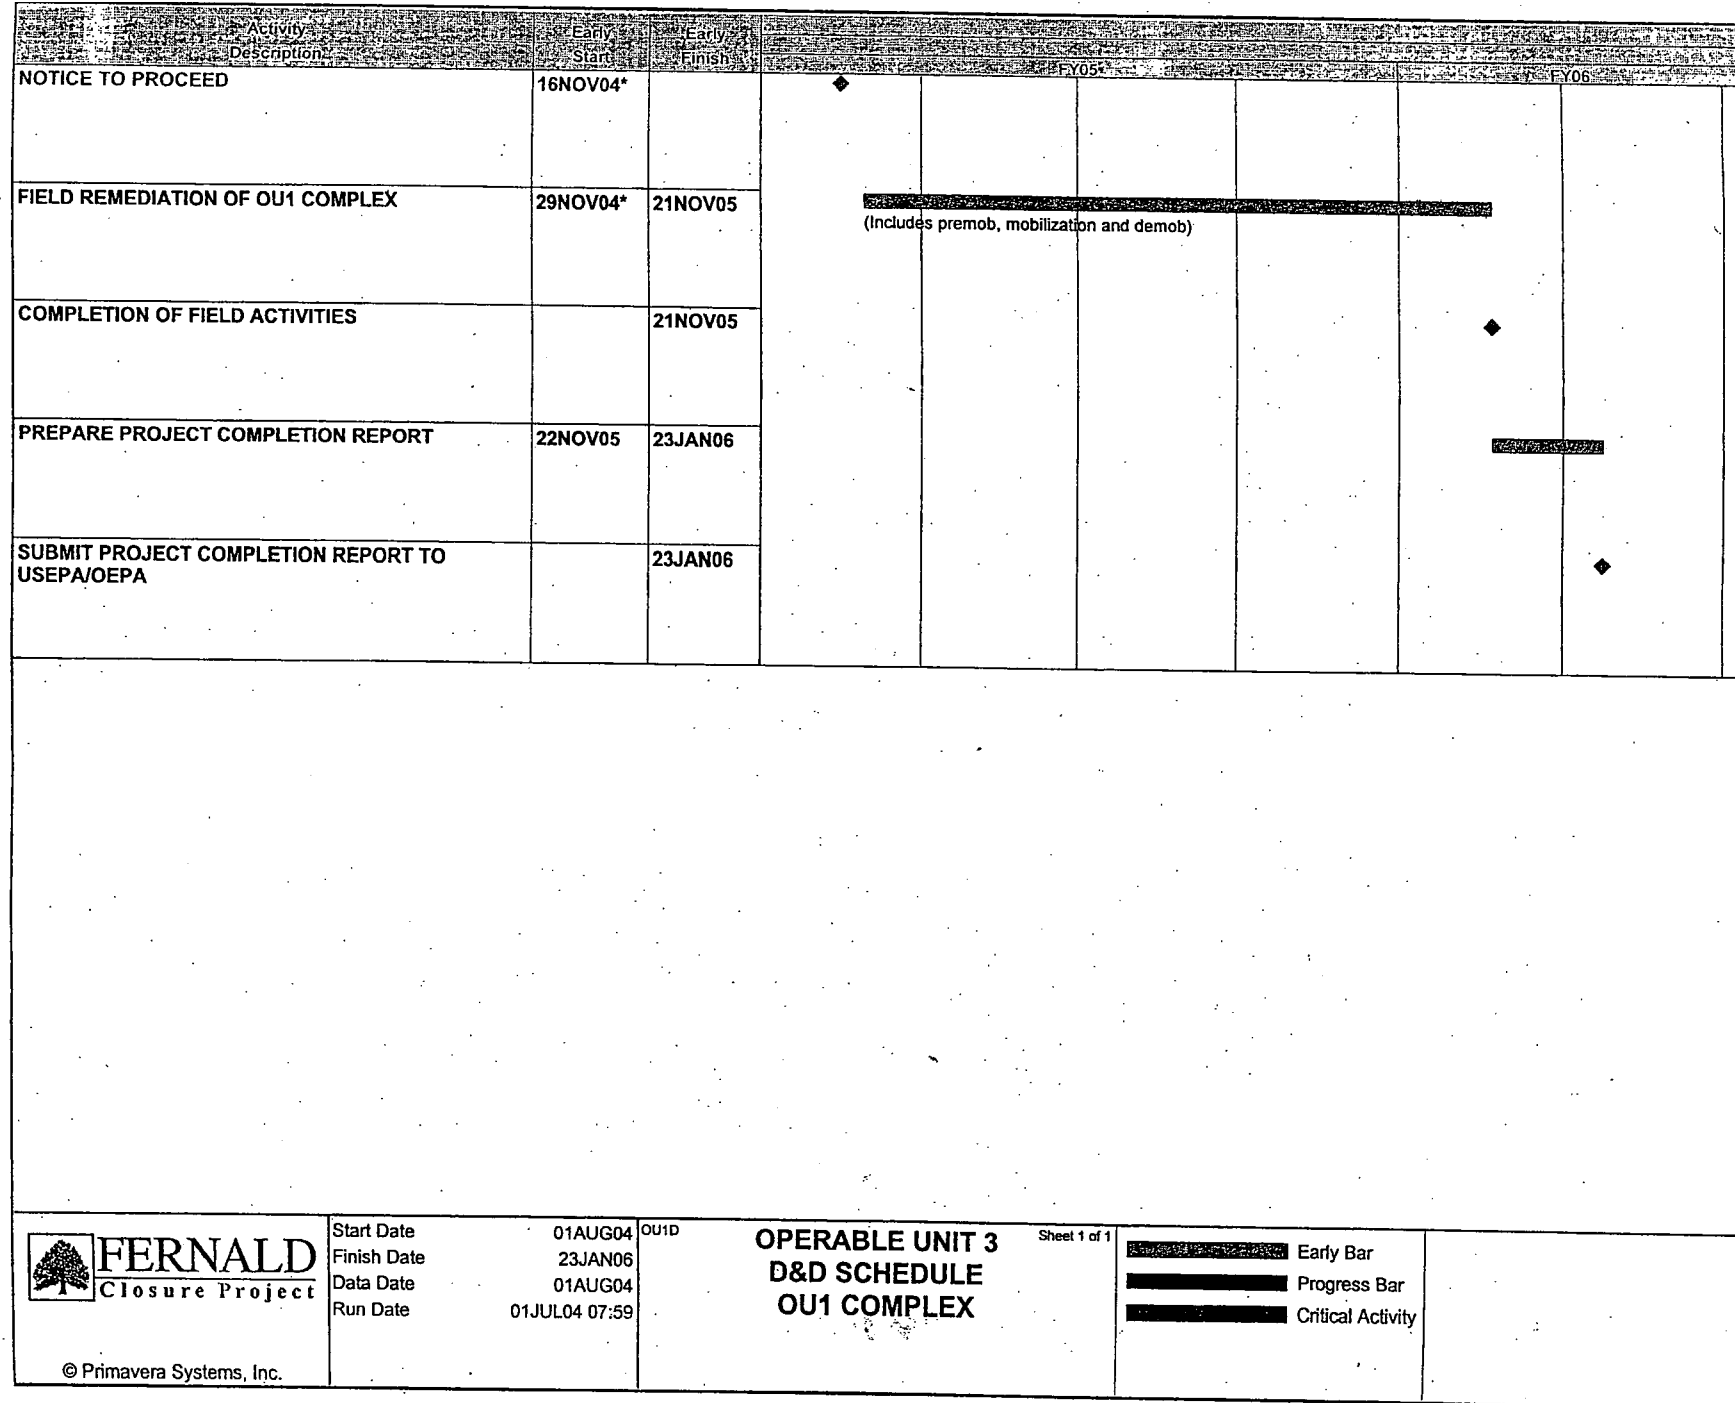 Activity Early Early
Description Start Finish FY05 FY06
NOTICE TO PROCEED 16NOV04*
FIELD REMEDIATION OF OU1 COMPLEX 29NOV04* 21NOV05
(Includes premob, mobilization and demob)
COMPLETION OF FIELD ACTIVITIES 21NOV05
PREPARE PROJECT COMPLETION REPORT 22NOV05 23JAN06
SUBMIT PROJECT COMPLETION REPORT TO 23JAN06
USEPA/OEPA
FERNALD
Closure Project
© Primavera Systems, Inc.
Start Date 01AUG04
Finish Date 23JAN06
Data Date 01AUG04
Run Date 01JUL04 07:59
OU1D
OPERABLE UNIT 3
D&D SCHEDULE
OU1 COMPLEX
Sheet 1 of 1
Early Bar
Progress Bar
Critical Activity